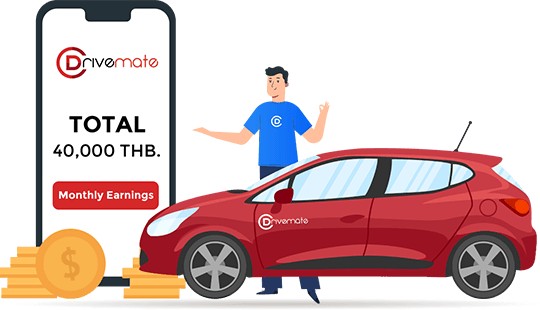 Drivemate
TOTAL
40,000 THB.
Monthly Earnings
$
Drivemate